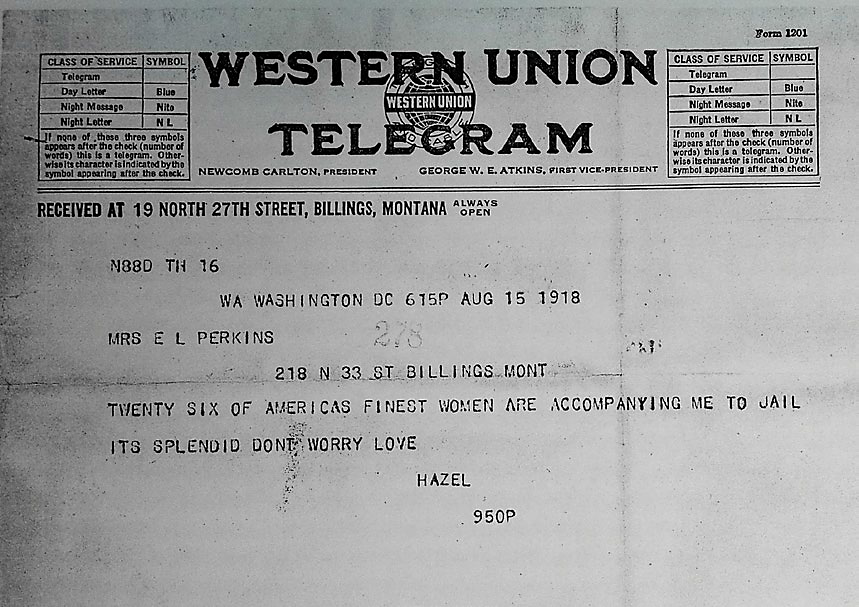 Form 1201
CLASS OF SERVICE SYMBOL
Telegram
Day Letter Blue
Night Message Nite
Night Letter N L
If none of these three symbols
appears after the check (number of
words) this is a telegram. Other-
wise its character is indicated by the
symbol appearing after the check.
WESTERN UNION
WESTERN UNION
TELEGRAM
NEWCOMB CARLTON, PRESIDENT GEORGE W. E. ATKINS, FIRST VICE-PRESIDENT
CLASS OF SERVICE SYMBOL
Telegram
Day Letter Blue
Night Message Nite
Night Letter N L
If none of these three symbols
appears after the check (number of
words) this is a telegram. Other-
wise its character is indicated by the
symbol appearing after the check.
RECEIVED AT 19 NORTH 27TH STREET, BILLINGS, MONTANA ALWAYS OPEN
N88D TH 16
WA WASHINGTON DC 615P AUG 15 1918
MRS E L PERKINS 278
218 N 33 ST BILLINGS MONT
TWENTY SIX OF AMERICAS FINEST WOMEN ARE ACCOMPANYING ME TO JAIL
ITS SPLENDID DONT WORRY LOVE
HAZEL
950P